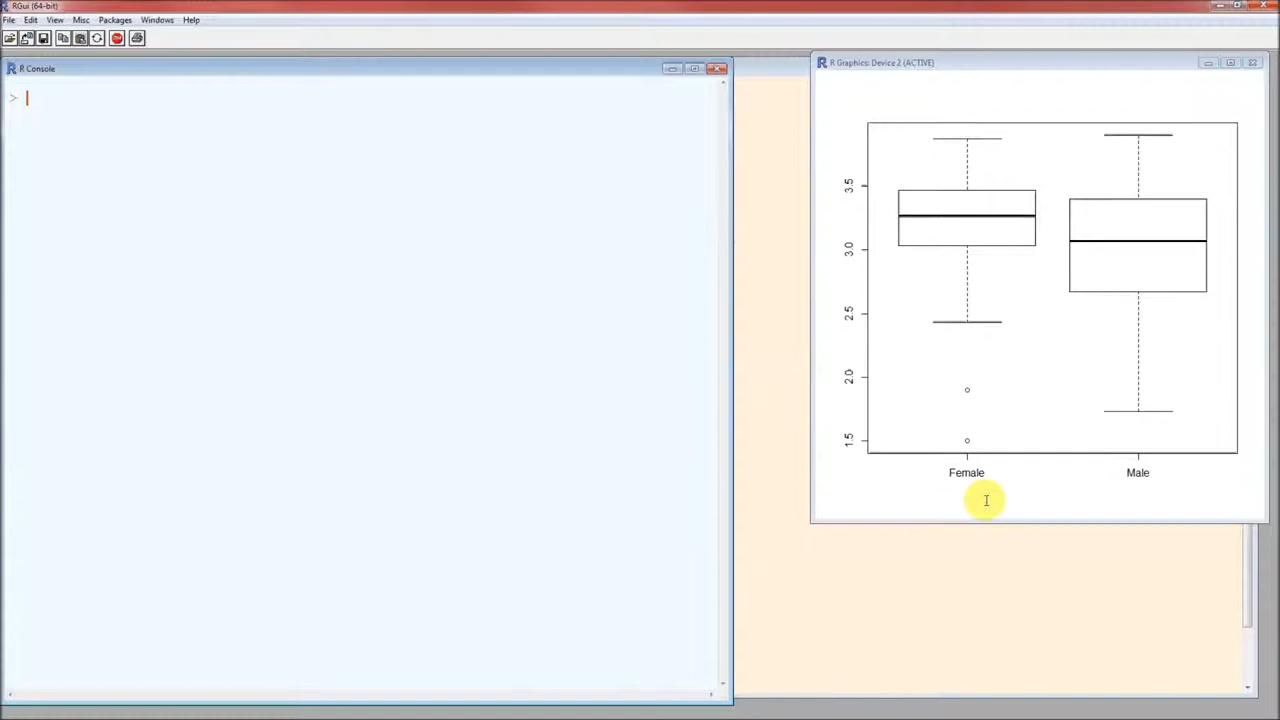 RGui (64-bit)
File Edit View Misc Packages Windows Help
STOP
R Console
>
R Graphics: Device 2 (ACTIVE)
3.5
3.0
2.5
2.0
1.5
Female Male